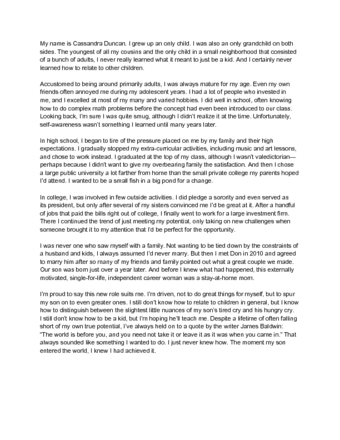 My name is Cassandra Duncan. I grew up an only child. I was also an only grandchild on both
sides. The youngest of all my cousins and the only child in a small neighborhood that consisted
of a bunch of adults, I never really learned what it meant to just be a kid. And I certainly never
learned how to relate to other children.
Accustomed to being around primarily adults, I was always mature for my age. Even my own
friends often annoyed me during my adolescent years. I had a lot of people who invested in
me, and I excelled at most of my many and varied hobbies. I did well in school, often knowing
how to do complex math problems before the concept had even been introduced to our class.
Looking back, I'm sure I was quite smug, although I didn't realize it at the time. Unfortunately,
self-awareness wasn't something I learned until many years later.
In high school, I began to tire of the pressure placed on me by my family and their high
expectations. I gradually stopped my extra-curricular activities, including music and art lessons,
and chose to work instead. I graduated at the top of my class, although I wasn't valedictorian—
perhaps because I didn't want to give my overbearing family the satisfaction. And then I chose
a large public university a lot farther from home than the small private college my parents hoped
I'd attend. I wanted to be a small fish in a big pond for a change.
In college, I was involved in few outside activities. I did pledge a sorority and even served as
its president, but only after several of my sisters convinced me I'd be great at it. After a handful
of jobs that paid the bills right out of college, I finally went to work for a large investment firm.
There I continued the trend of just meeting my potential, only taking on new challenges when
someone brought it to my attention that I'd be perfect for the opportunity.
I was never one who saw myself with a family. Not wanting to be tied down by the constraints of
a husband and kids, I always assumed I'd never marry. But then I met Don in 2010 and agreed
to marry him after so many of my friends and family pointed out what a great couple we made.
Our son was born just over a year later. And before I knew what had happened, this externally
motivated, single-for-life, independent career woman was a stay-at-home mom.
I'm proud to say this new role suits me. I'm driven, not to do great things for myself, but to spur
my son on to even greater ones. I still don't know how to relate to children in general, but I know
how to distinguish between the slightest little nuances of my son's tired cry and his hungry cry.
I still don't know how to be a kid, but I'm hoping he'll teach me. Despite a lifetime of often falling
short of my own true potential, I've always held on to a quote by the writer James Baldwin:
"The world is before you, and you need not take it or leave it as it was when you came in." That
always sounded like something I wanted to do. I just never knew how. The moment my son
entered the world, I knew I had achieved it.